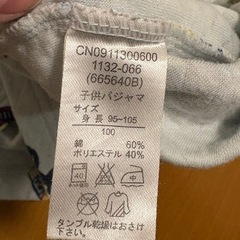 CN0911300600
1132-066
(665640B)
子供パジャマ
サイズ
身長 95~105
100
綿 60%
ポリエステル 40%
40
タンブル乾燥はおさけ
下さい